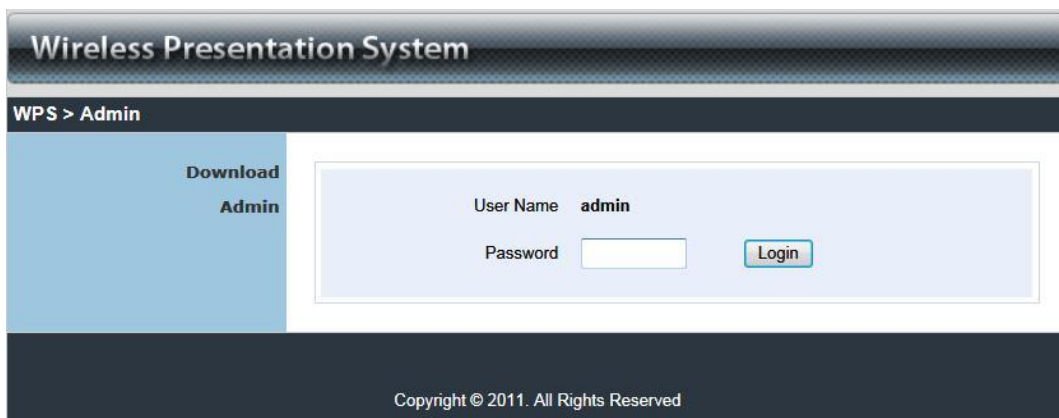 Wireless Presentation System
WPS > Admin
Download
Admin
User Name admin
Password Login
Copyright © 2011. All Rights Reserved